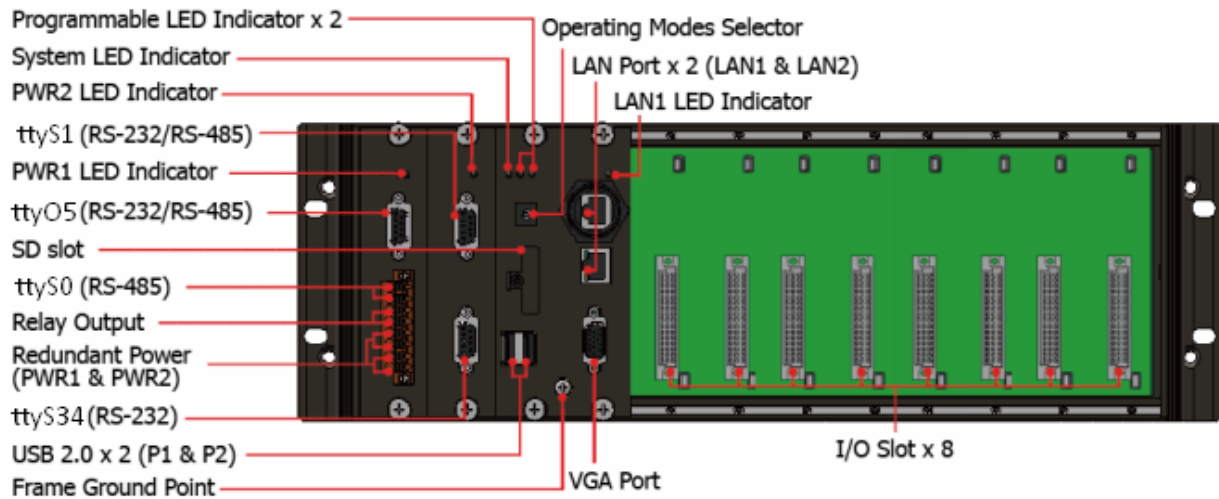 Programmable LED Indicator x 2
System LED Indicator
PWR2 LED Indicator
ttyS1 (RS-232/RS-485)
PWR1 LED Indicator
ttyO5 (RS-232/RS-485)
SD slot
ttyS0 (RS-485)
Relay Output
Redundant Power
(PWR1 & PWR2)
ttyS34 (RS-232)
USB 2.0 x 2 (P1 & P2)
Frame Ground Point
Operating Modes Selector
LAN Port x 2 (LAN1 & LAN2)
LAN1 LED Indicator
VGA Port
I/O Slot x 8